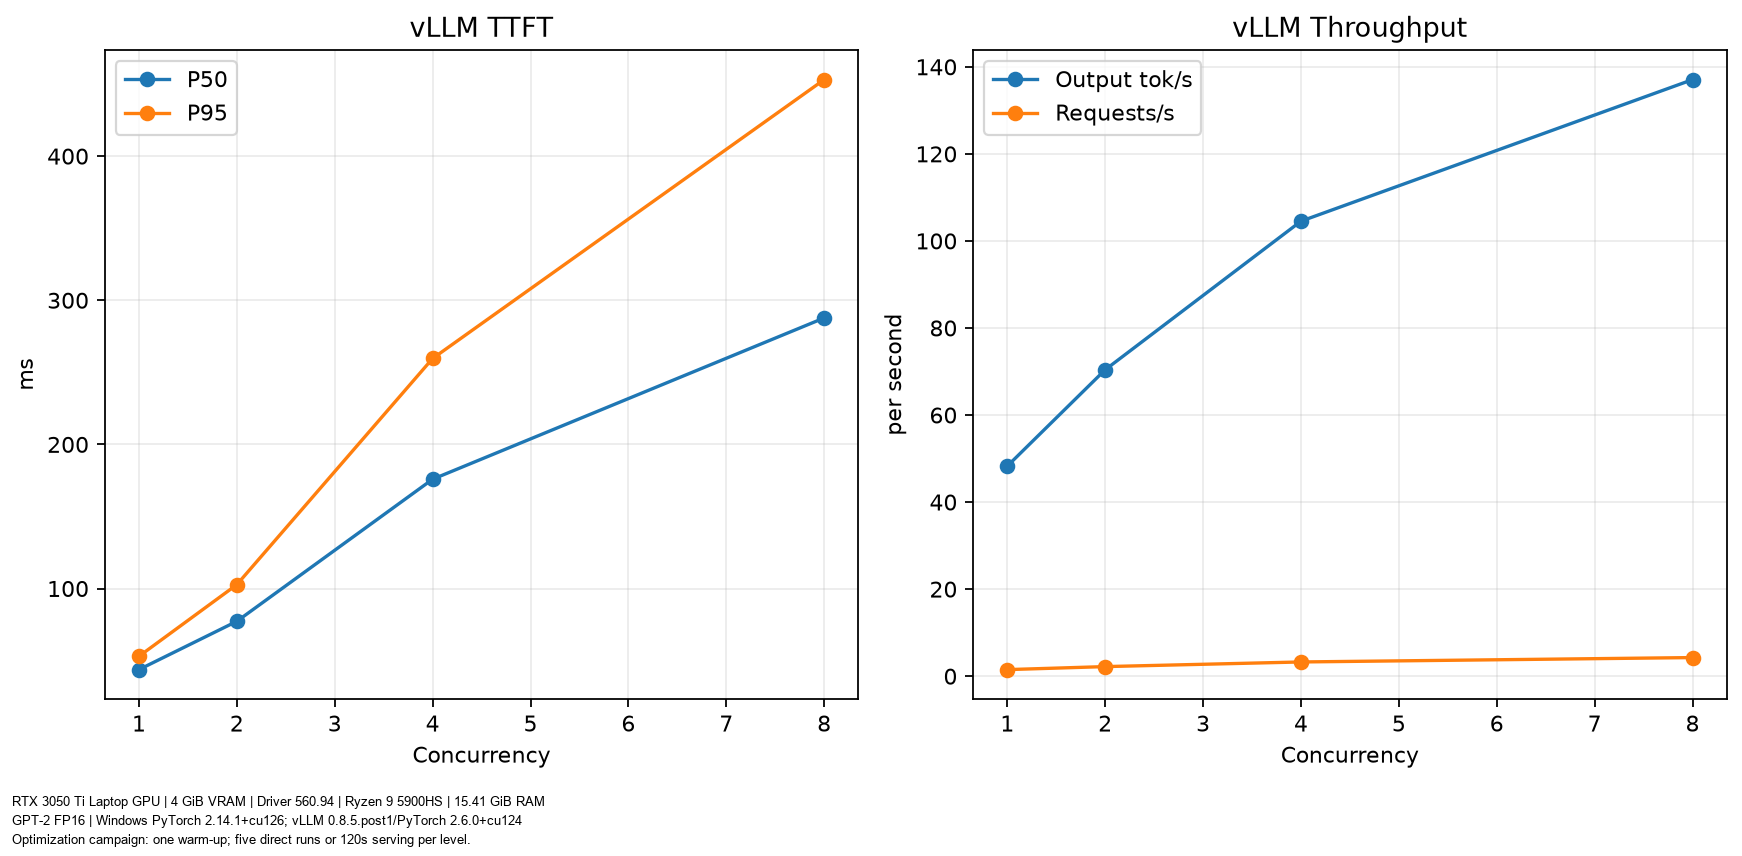 vLLM TTFT
P50
P95
400
300
200
100
ms
1 2 3 4 5 6 7 8
Concurrency
vLLM Throughput
Output tok/s
Requests/s
140
120
100
80
60
40
20
0
per second
1 2 3 4 5 6 7 8
Concurrency
RTX 3050 Ti Laptop GPU | 4 GiB VRAM | Driver 560.94 | Ryzen 9 5900HS | 15.41 GiB RAM
GPT-2 FP16 | Windows PyTorch 2.14.1+cu126; vLLM 0.8.5.post1/PyTorch 2.6.0+cu124
Optimization campaign: one warm-up; five direct runs or 120s serving per level.